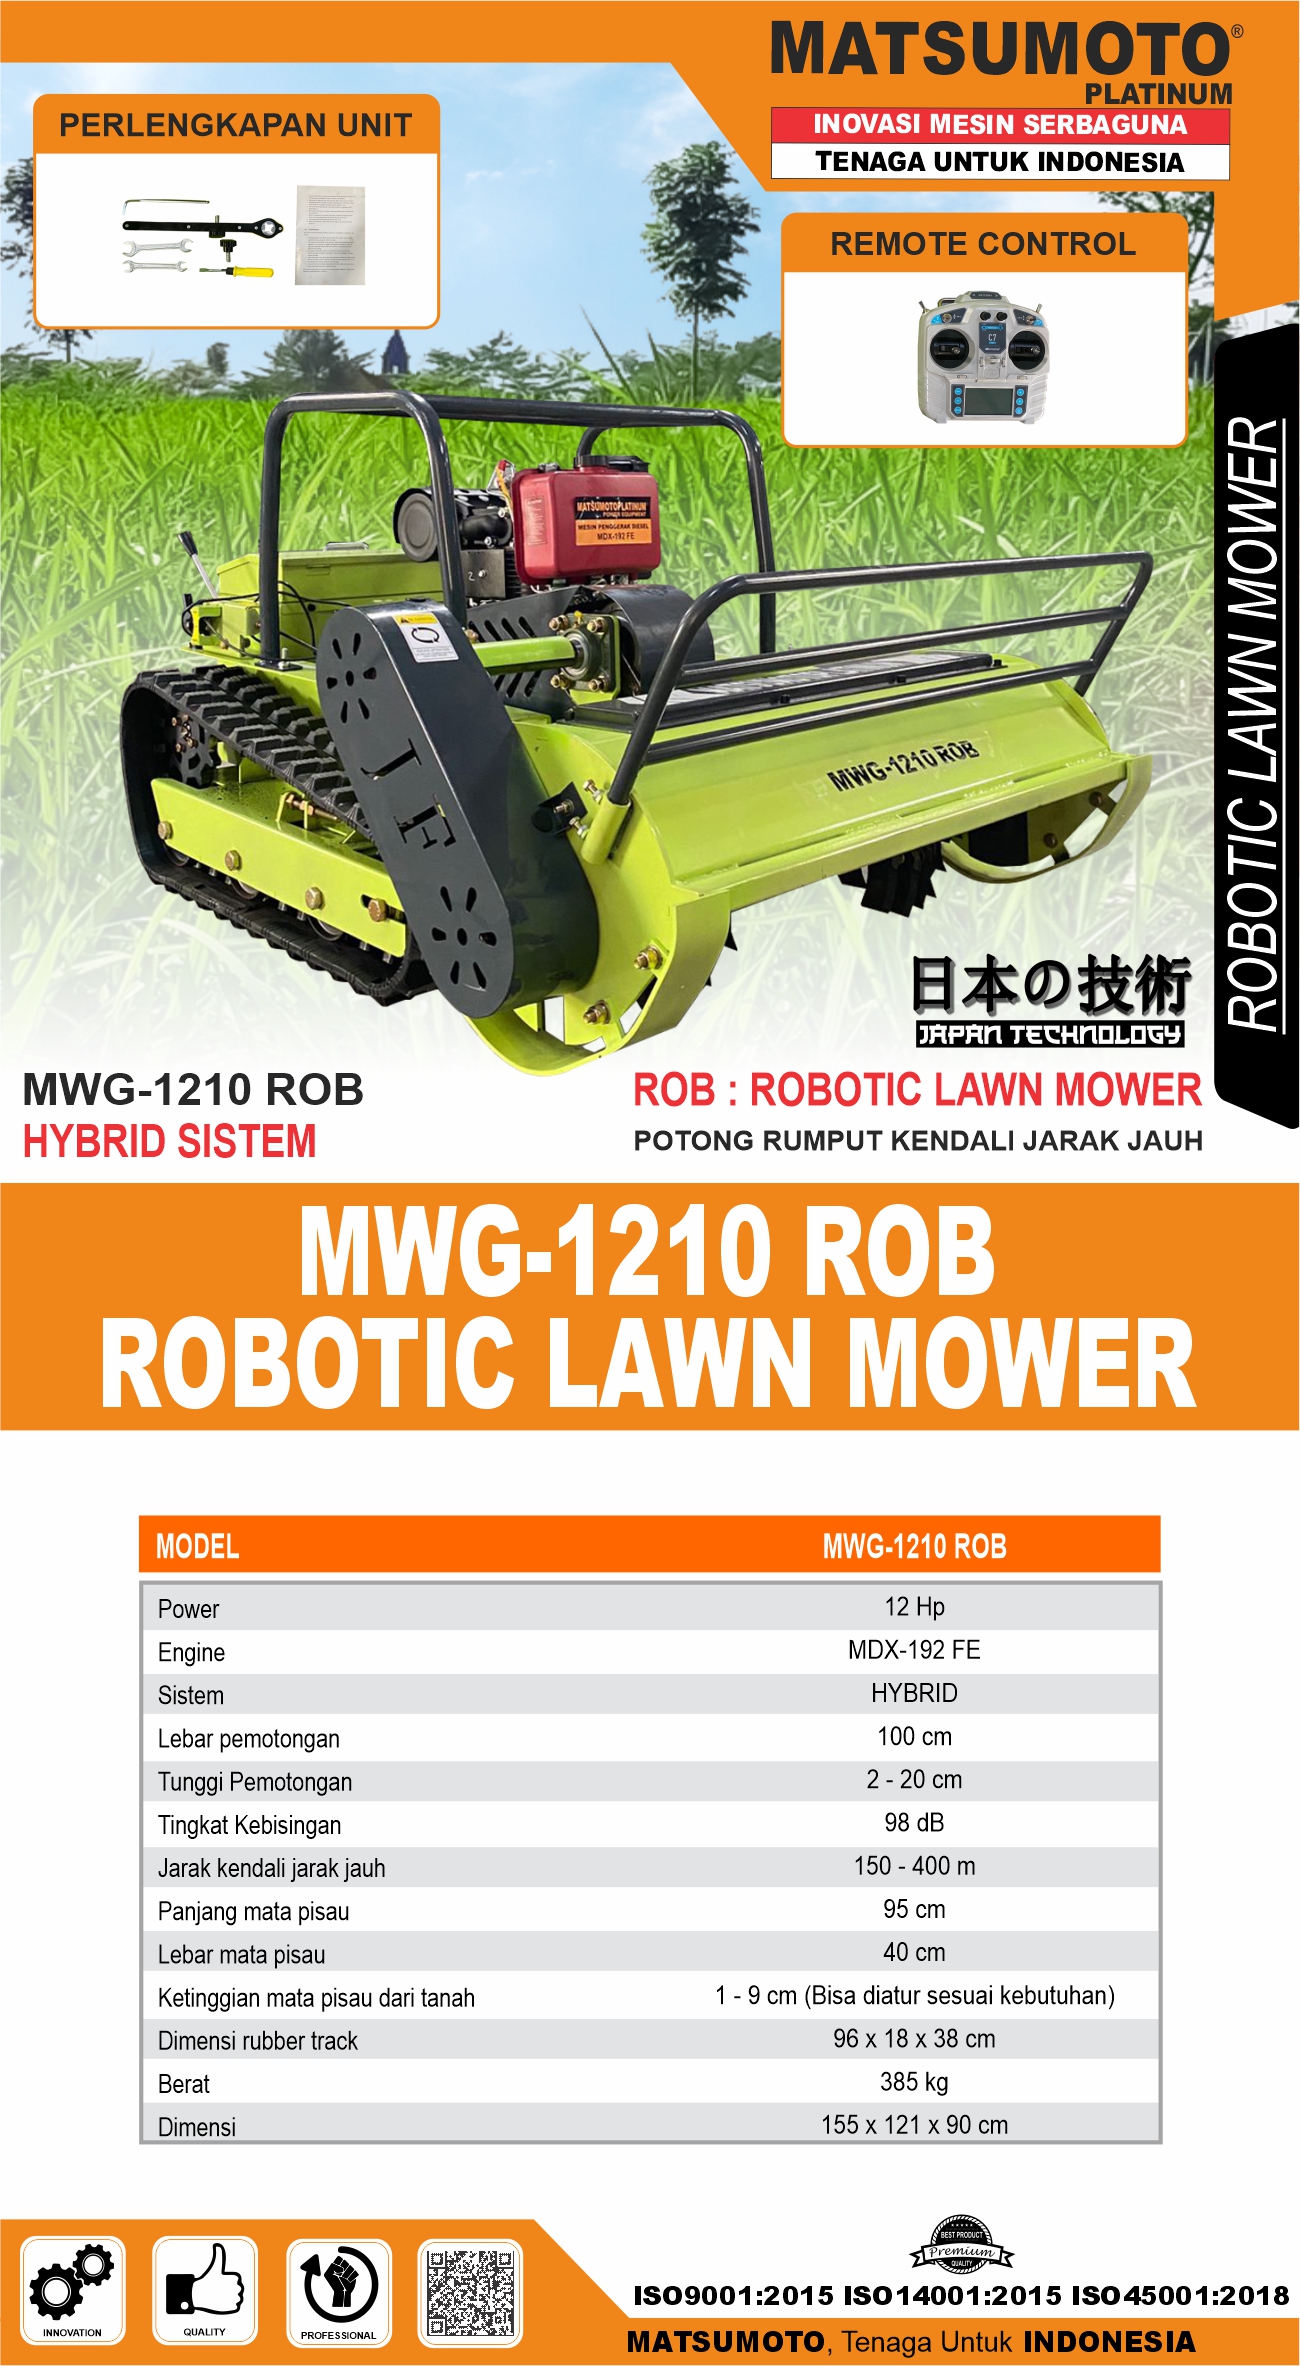 MATSUMOTO®
PLATINUM
INOVASI MESIN SERBAGUNA
TENAGA UNTUK INDONESIA
PERLENGKAPAN UNIT
REMOTE CONTROL
C7
MATSUMOTO PLATINUM
POWER EQUIPMENT
MESIN PENGGERAK DIESEL
MDX-192 FE
JE
MWG-1210 ROB
ROBOTIC LAWN MOWER
日本の技術
JAPAN TECHNOLOGY
MWG-1210 ROB
HYBRID SISTEM
ROB : ROBOTIC LAWN MOWER
POTONG RUMPUT KENDALI JARAK JAUH
MWG-1210 ROB
ROBOTIC LAWN MOWER
MODEL MWG-1210 ROB
Power 12 Hp
Engine MDX-192 FE
Sistem HYBRID
Lebar pemotongan 100 cm
Tunggi Pemotongan 2 - 20 cm
Tingkat Kebisingan 98 dB
Jarak kendali jarak jauh 150 - 400 m
Panjang mata pisau 95 cm
Lebar mata pisau 40 cm
Ketinggian mata pisau dari tanah 1 - 9 cm (Bisa diatur sesuai kebutuhan)
Dimensi rubber track 96 x 18 x 38 cm
Berat 385 kg
Dimensi 155 x 121 x 90 cm
INNOVATION
QUALITY
PROFESSIONAL
BEST PRODUCT
Premium
QUALITY
ISO9001:2015 ISO14001:2015 ISO45001:2018
MATSUMOTO, Tenaga Untuk INDONESIA